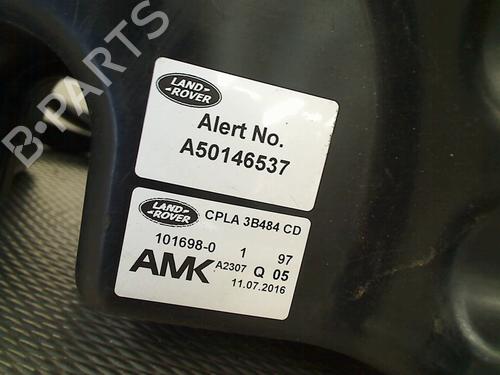 B-PARTS
LAND-
ROVER
Alert No.
A50146537
LAND-
ROVER
CPLA 3B484 CD
101698-0 1 97
AMK A2307 Q 05
11.07.2016